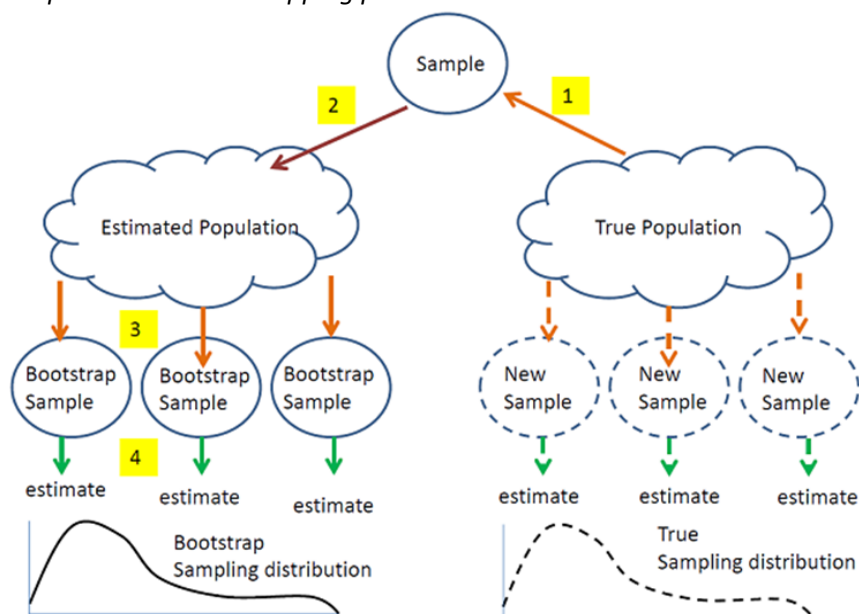 Sample
1
2
Estimated Population
True Population
3
Bootstrap
Sample
Bootstrap
Sample
Bootstrap
Sample
New
Sample
New
Sample
New
Sample
4
estimate
estimate
estimate
estimate
estimate
estimate
Bootstrap
Sampling distribution
True
Sampling distribution